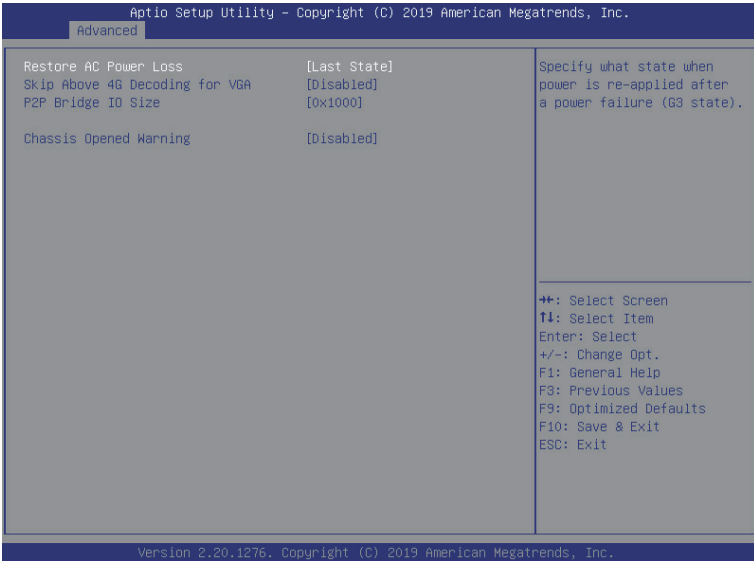 Aptio Setup Utility – Copyright (C) 2019 American Megatrends, Inc.
Advanced
Restore AC Power Loss [Last State]
Skip Above 4G Decoding for VGA [Disabled]
P2P Bridge IO Size [0x1000]
Chassis Opened Warning [Disabled]
Specify what state when
power is re-applied after
a power failure (G3 state).
→←: Select Screen
↑↓: Select Item
Enter: Select
+/-: Change Opt.
F1: General Help
F3: Previous Values
F9: Optimized Defaults
F10: Save & Exit
ESC: Exit
Version 2.20.1276. Copyright (C) 2019 American Megatrends, Inc.